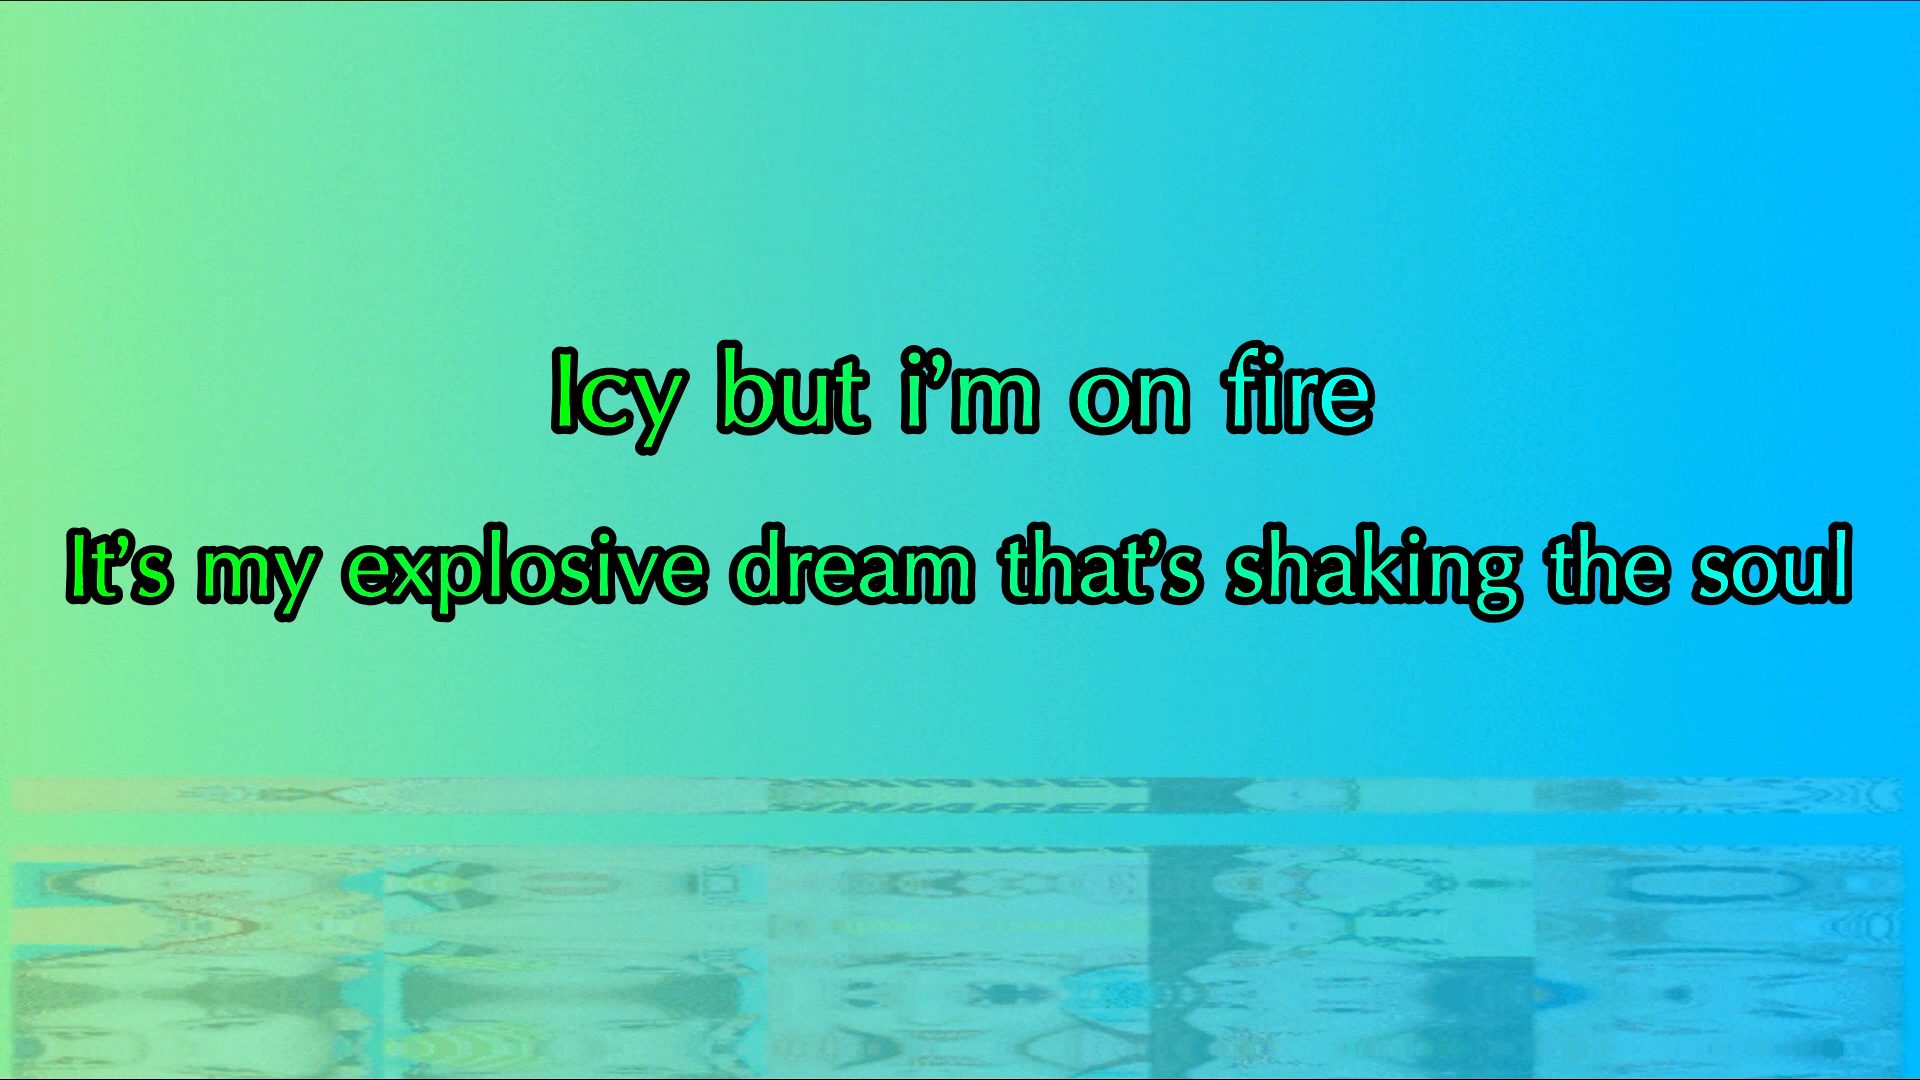 Icy but i’m on fire
It’s my explosive dream that’s shaking the soul